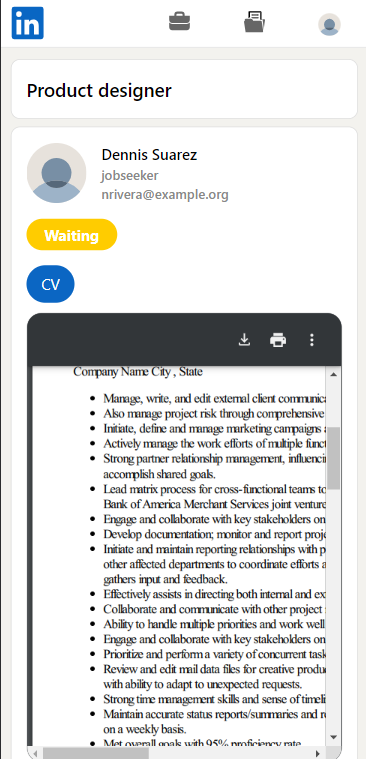 in
Product designer
Dennis Suarez
jobseeker
nrivera@example.org
Waiting
CV
Company Name City , State
Manage, write, and edit external client
Also manage project risk through comprehensive
Initiate, define and manage marketing campaigns
Actively manage the work efforts of multiple
Strong partner relationship management,
accomplish shared goals.
Lead matrix process for cross-functional teams to
Bank of America Merchant Services joint venture
Engage and collaborate with key stakeholders on
Develop documentation; monitor and report
Initiate and maintain reporting relationships with
other affected departments to coordinate efforts
gathers input and feedback.
Effectively assists in directing both internal and
Collaborate and communicate with other project
Ability to handle multiple priorities and work well
Engage and collaborate with key stakeholders on
Prioritize and perform a variety of concurrent
Review and edit mail data files for creative
with ability to adapt to unexpected requests.
Strong time management skills and sense of
Maintain accurate status reports/summaries and
on a weekly basis.
Met overall goals with 95% proficiency rate